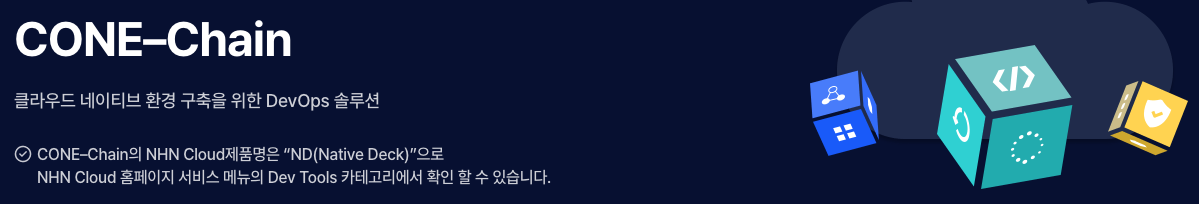 CONE–Chain
클라우드 네이티브 환경 구축을 위한 DevOps 솔루션
CONE–Chain의 NHN Cloud제품명은 “ND(Native Deck)”으로
NHN Cloud 홈페이지 서비스 메뉴의 Dev Tools 카테고리에서 확인 할 수 있습니다.